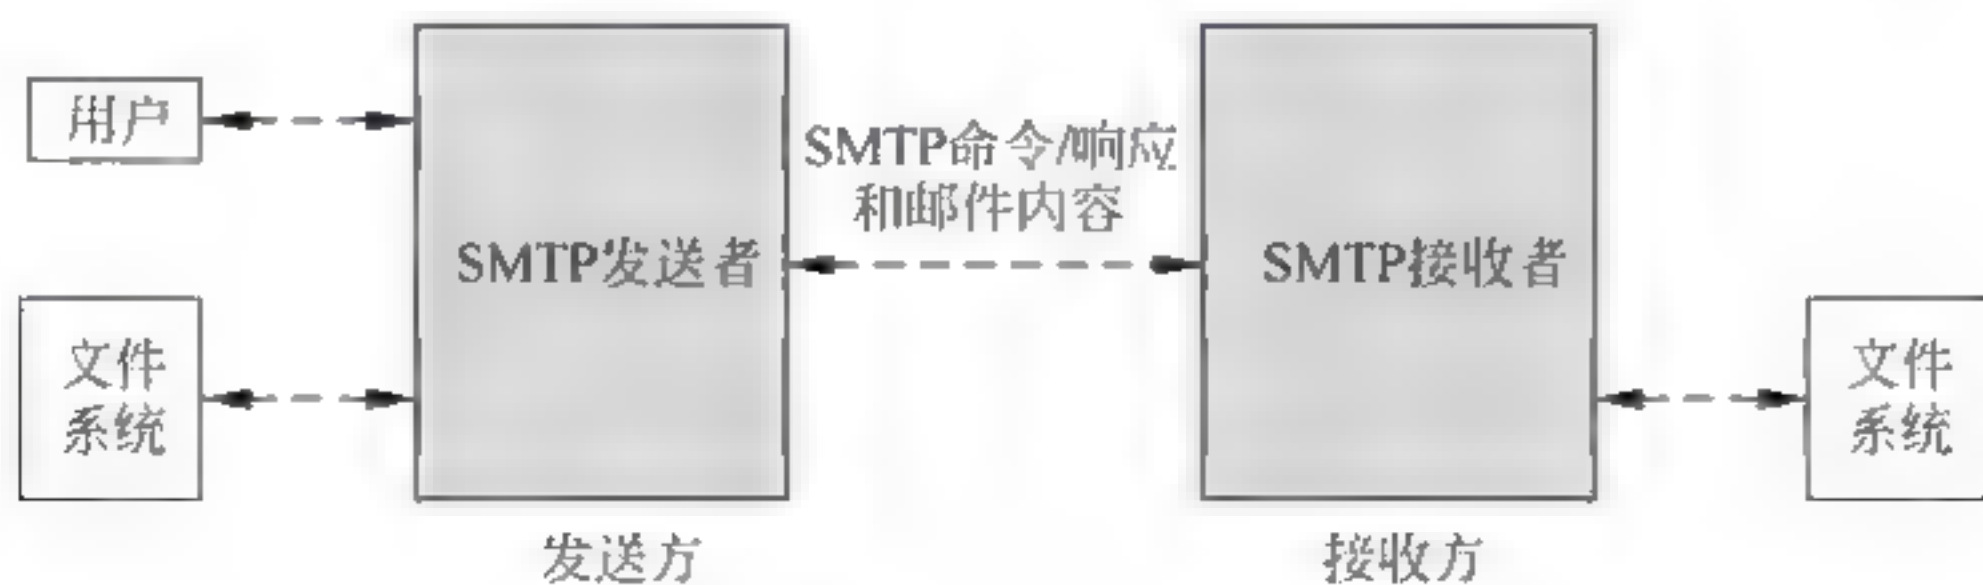 用户
SMTP命令/响应
和邮件内容
SMTP发送者
SMTP接收者
文件
系统
文件
系统
发送方
接收方